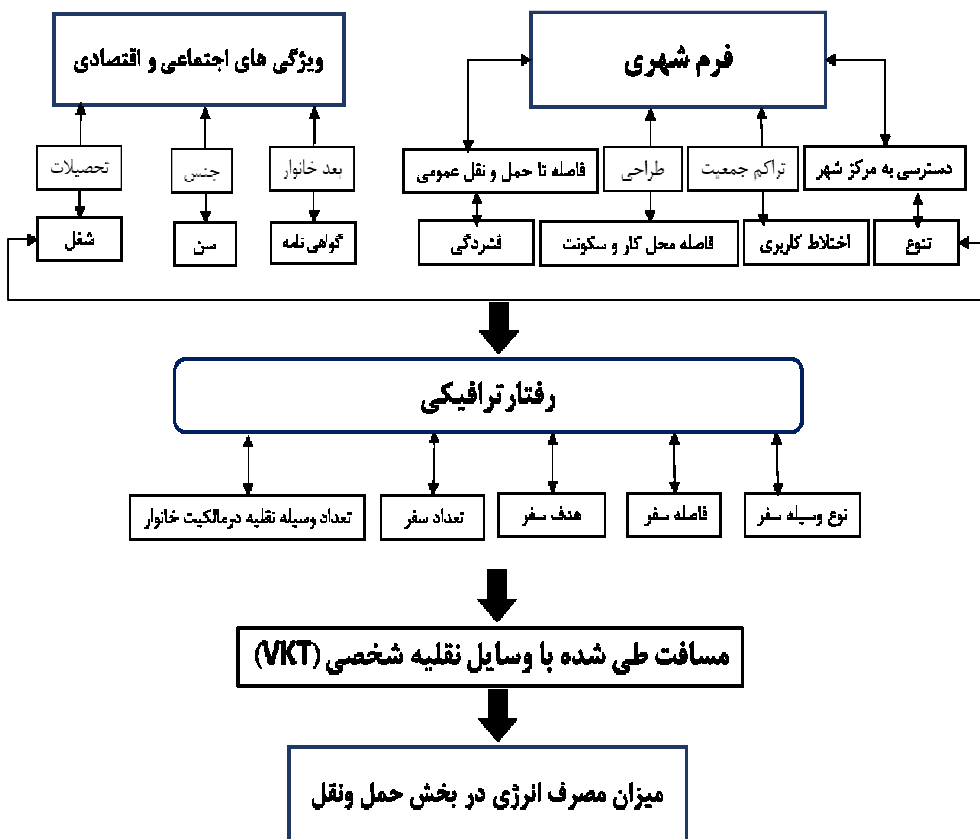 فرم شهری
ویژگی های اجتماعی و اقتصادی
دسترسی به مرکز شهر
تراکم جمعیت
طراحی
فاصله تا حمل و نقل عمومی
بعد خانوار
جنس
تحصیلات
تنوع
اختلاط کاربری
فاصله محل کار و سکونت
فشردگی
گواهی نامه
سن
شغل
رفتارترافیکی
نوع وسیله سفر
فاصله سفر
هدف سفر
تعداد سفر
تعداد وسیله نقلیه درمالکیت خانوار
مسافت طی شده با وسایل نقلیه شخصی (VKT)
میزان مصرف انرژی در بخش حمل ونقل